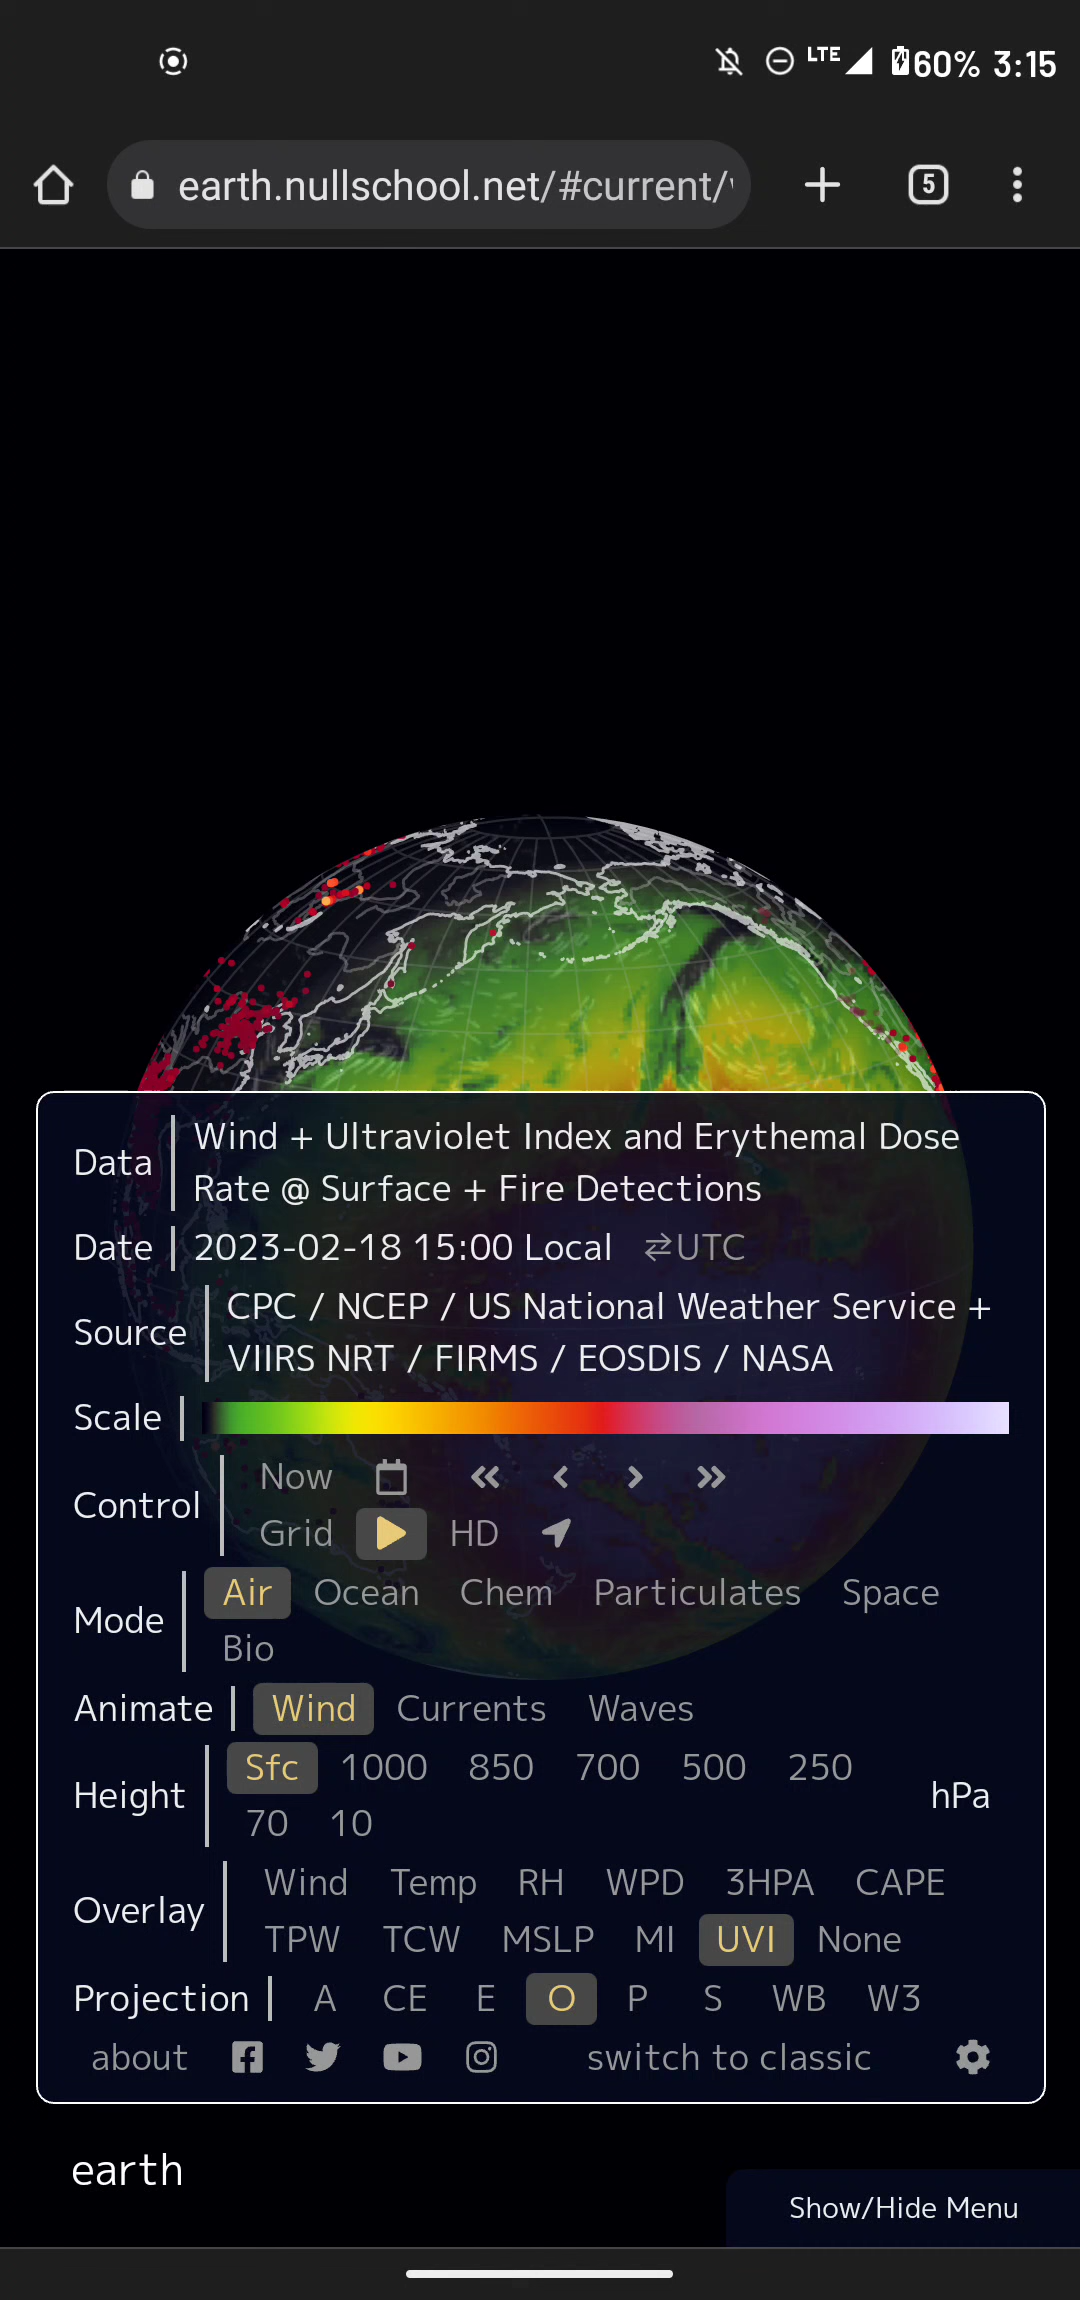 LTE 60% 3:15
earth.nullschool.net/#current/
5
Data
Wind + Ultraviolet Index and Erythemal Dose
Rate @ Surface + Fire Detections
Date 2023-02-18 15:00 Local ⇄UTC
Source
CPC / NCEP / US National Weather Service +
VIIRS NRT / FIRMS / EOSDIS / NASA
Scale
Control
Now « ‹ › »
Grid HD
Mode
Air Ocean Chem Particulates Space
Bio
Animate Wind Currents Waves
Height
Sfc 1000 850 700 500 250
70 10
hPa
Overlay
Wind Temp RH WPD 3HPA CAPE
TPW TCW MSLP MI UVI None
Projection A CE E O P S WB W3
about switch to classic
earth
Show/Hide Menu